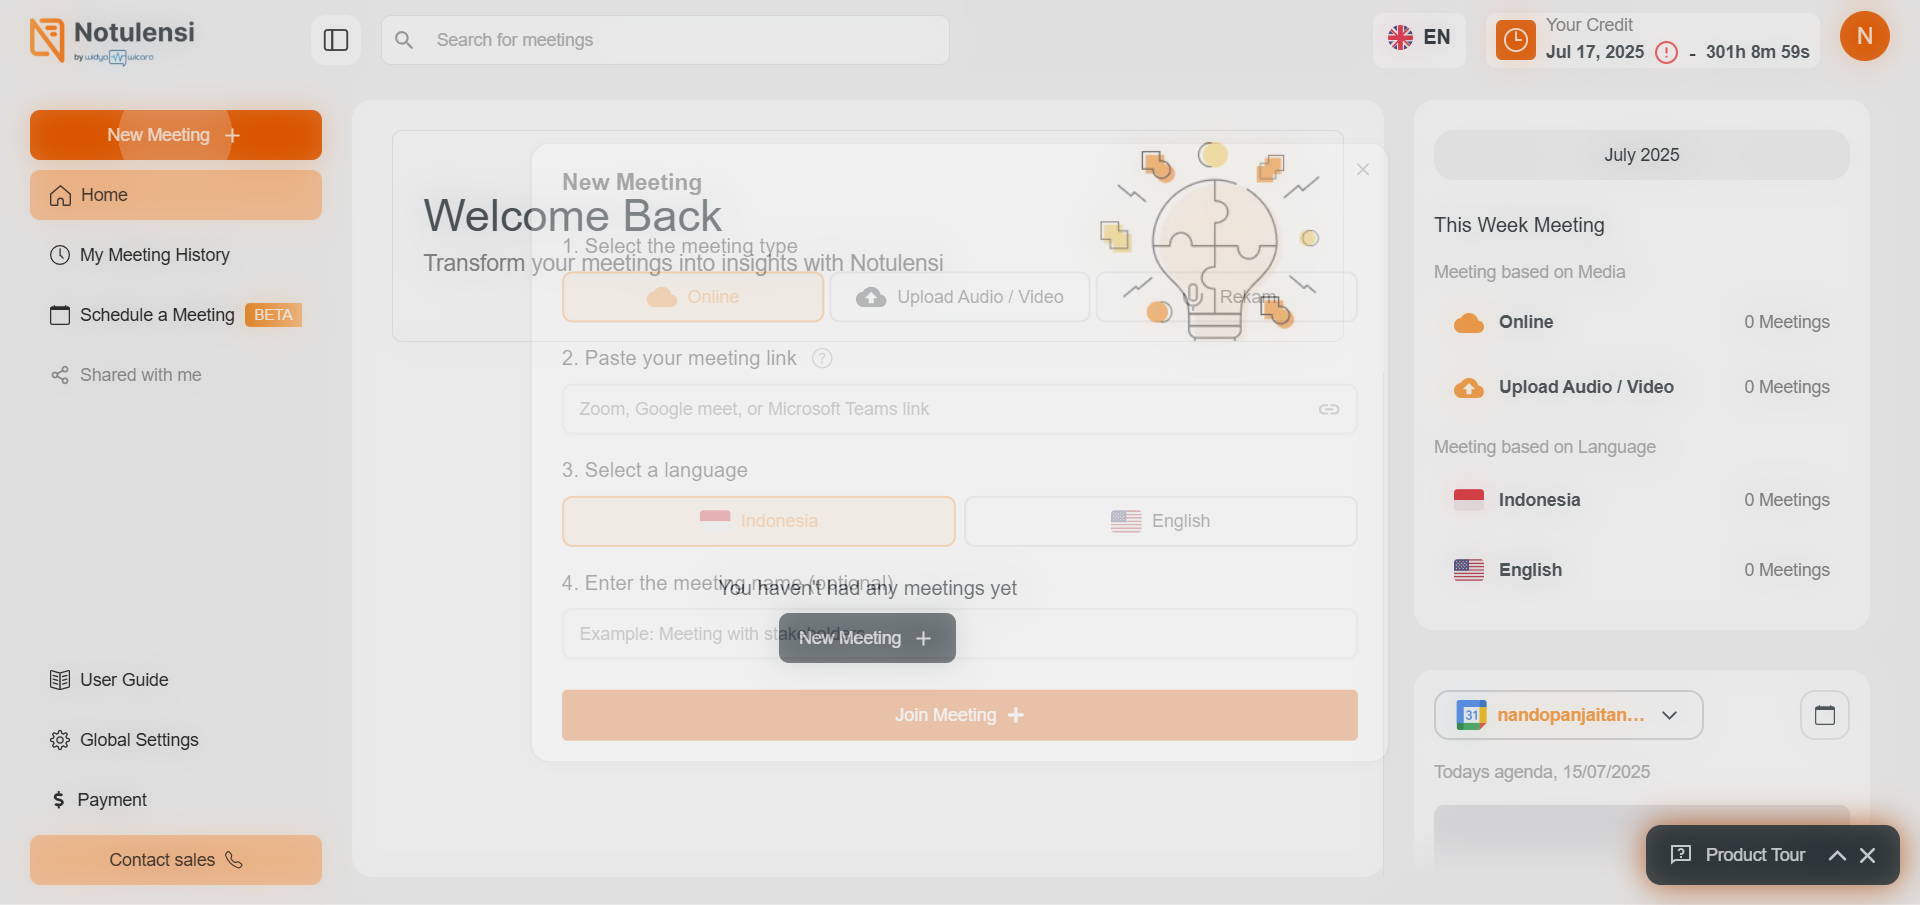 Notulensi
by widya wicara
Search for meetings
EN
Your Credit
Jul 17, 2025 - 301h 8m 59s
N
New Meeting
Home
My Meeting History
Schedule a Meeting BETA
Shared with me
User Guide
Global Settings
$ Payment
Contact sales
Welcome Back
Transform your meetings into insights with Notulensi
New Meeting
1. Select the meeting type
Online
Upload Audio / Video
Rekam
2. Paste your meeting link ?
Zoom, Google meet, or Microsoft Teams link
3. Select a language
Indonesia
English
4. Enter the meeting name (optional)
Example: Meeting with stakeholders
Join Meeting
You haven't had any meetings yet
New Meeting
July 2025
This Week Meeting
Meeting based on Media
Online 0 Meetings
Upload Audio / Video 0 Meetings
Meeting based on Language
Indonesia 0 Meetings
English 0 Meetings
31 nandopanjaitan...
Todays agenda, 15/07/2025
Product Tour